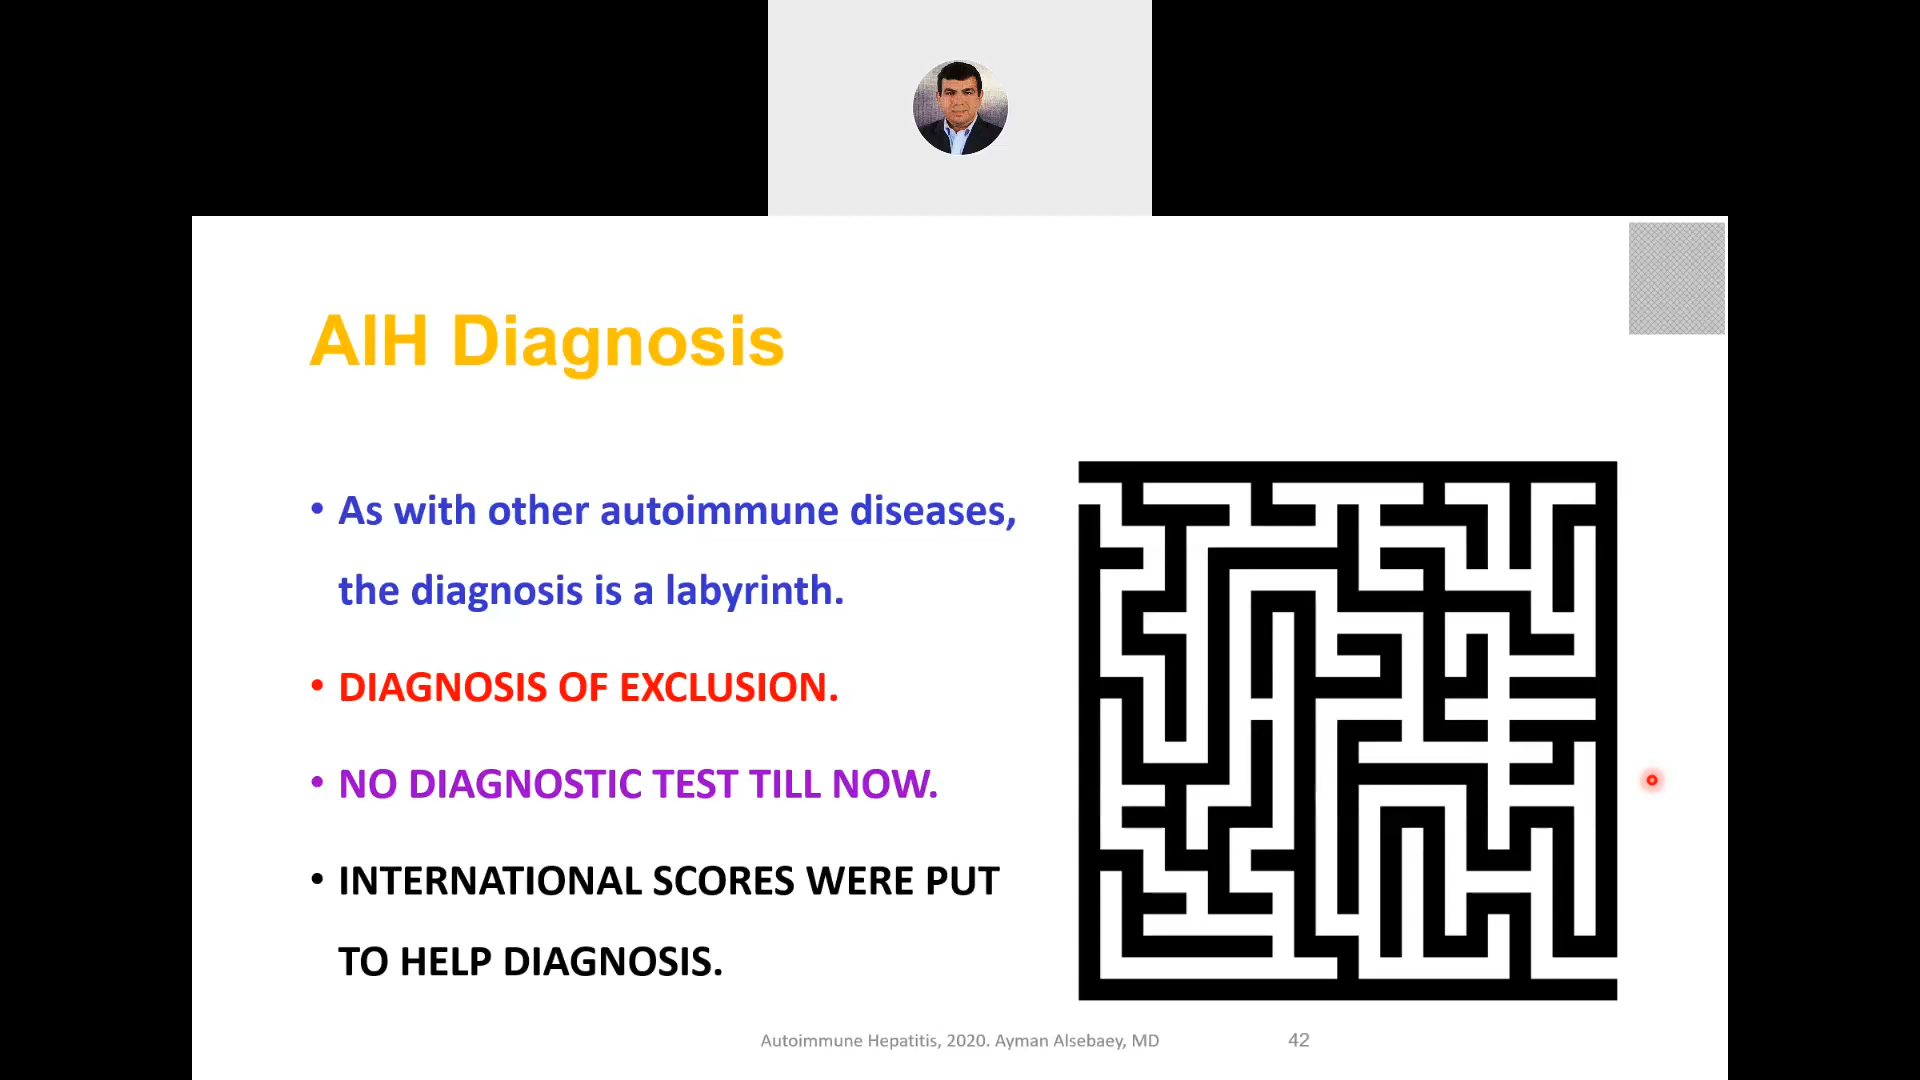 AIH Diagnosis
• As with other autoimmune diseases,
the diagnosis is a labyrinth.
• DIAGNOSIS OF EXCLUSION.
• NO DIAGNOSTIC TEST TILL NOW.
• INTERNATIONAL SCORES WERE PUT
TO HELP DIAGNOSIS.
Autoimmune Hepatitis, 2020. Ayman Alsebaey, MD 42